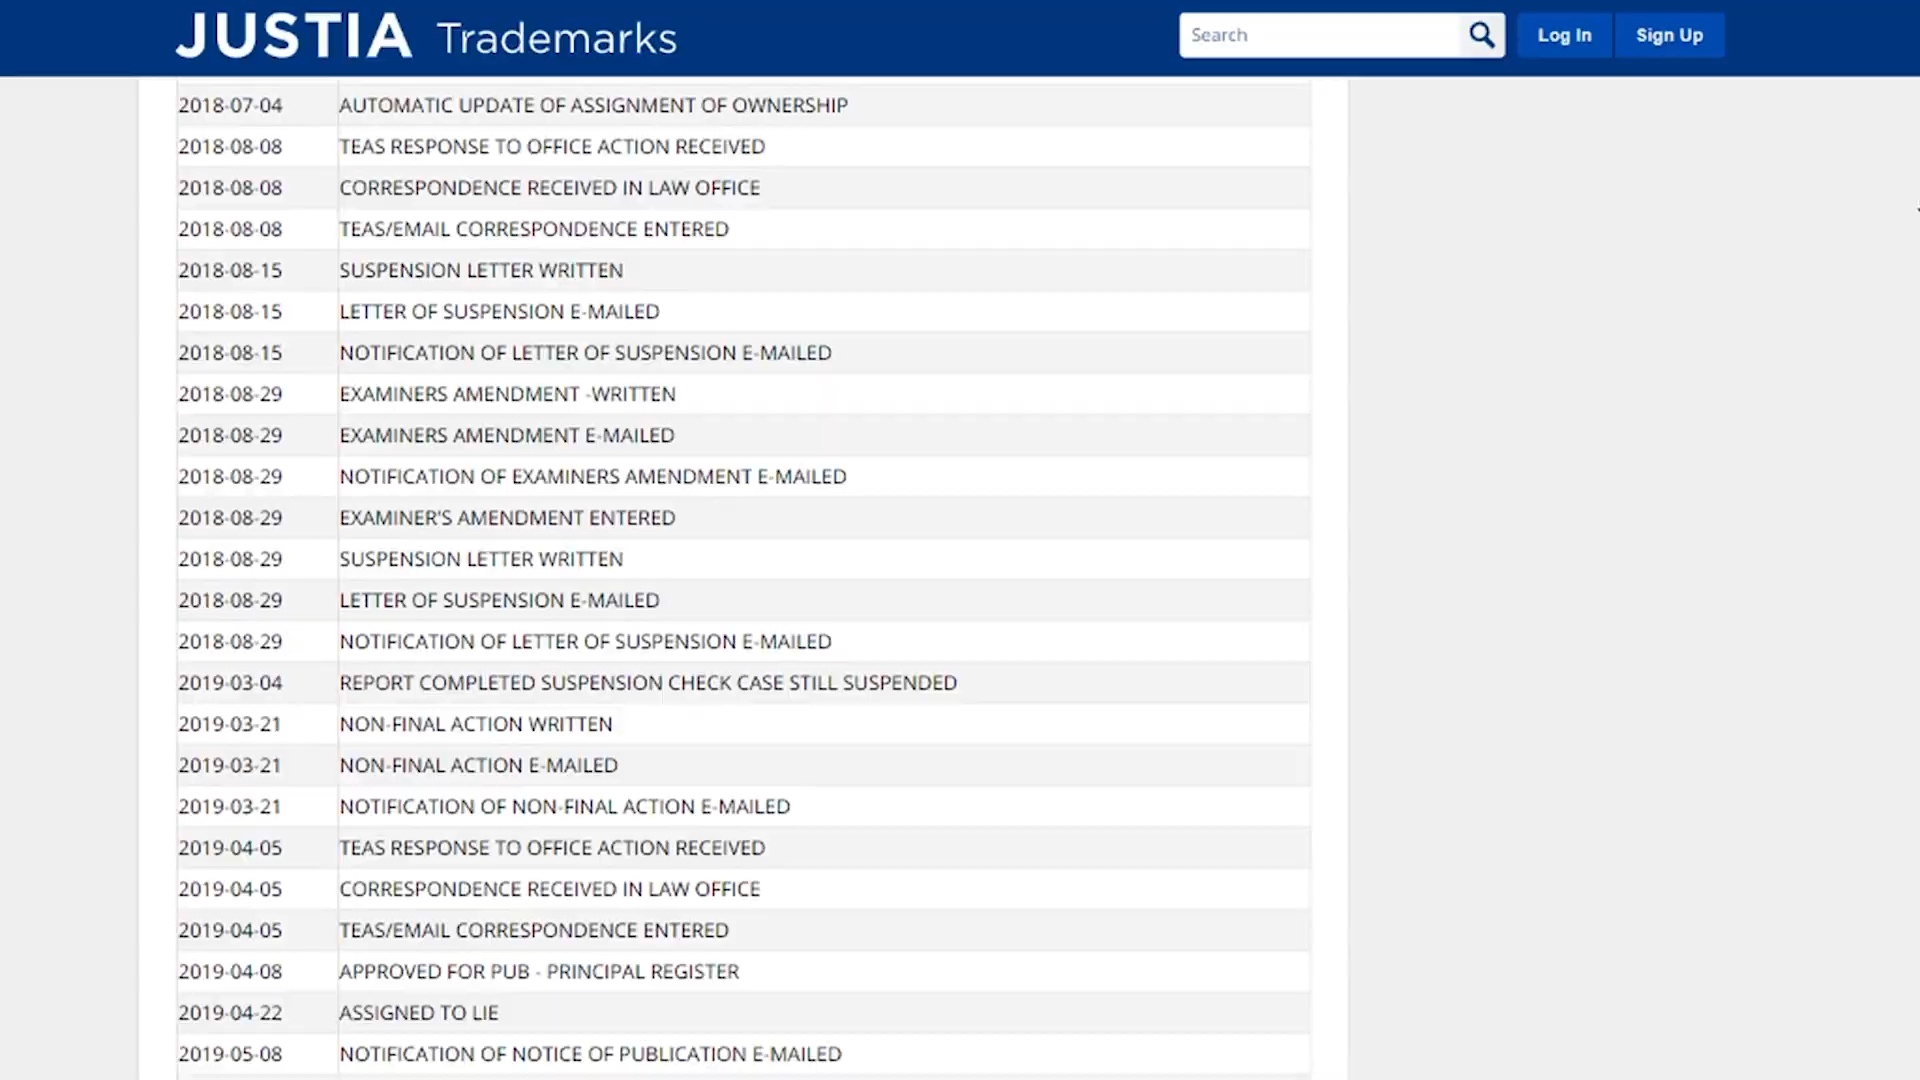 JUSTIA Trademarks
Search
Log In
Sign Up
2018-07-04 AUTOMATIC UPDATE OF ASSIGNMENT OF OWNERSHIP
2018-08-08 TEAS RESPONSE TO OFFICE ACTION RECEIVED
2018-08-08 CORRESPONDENCE RECEIVED IN LAW OFFICE
2018-08-08 TEAS/EMAIL CORRESPONDENCE ENTERED
2018-08-15 SUSPENSION LETTER WRITTEN
2018-08-15 LETTER OF SUSPENSION E-MAILED
2018-08-15 NOTIFICATION OF LETTER OF SUSPENSION E-MAILED
2018-08-29 EXAMINERS AMENDMENT -WRITTEN
2018-08-29 EXAMINERS AMENDMENT E-MAILED
2018-08-29 NOTIFICATION OF EXAMINERS AMENDMENT E-MAILED
2018-08-29 EXAMINER'S AMENDMENT ENTERED
2018-08-29 SUSPENSION LETTER WRITTEN
2018-08-29 LETTER OF SUSPENSION E-MAILED
2018-08-29 NOTIFICATION OF LETTER OF SUSPENSION E-MAILED
2019-03-04 REPORT COMPLETED SUSPENSION CHECK CASE STILL SUSPENDED
2019-03-21 NON-FINAL ACTION WRITTEN
2019-03-21 NON-FINAL ACTION E-MAILED
2019-03-21 NOTIFICATION OF NON-FINAL ACTION E-MAILED
2019-04-05 TEAS RESPONSE TO OFFICE ACTION RECEIVED
2019-04-05 CORRESPONDENCE RECEIVED IN LAW OFFICE
2019-04-05 TEAS/EMAIL CORRESPONDENCE ENTERED
2019-04-08 APPROVED FOR PUB - PRINCIPAL REGISTER
2019-04-22 ASSIGNED TO LIE
2019-05-08 NOTIFICATION OF NOTICE OF PUBLICATION E-MAILED